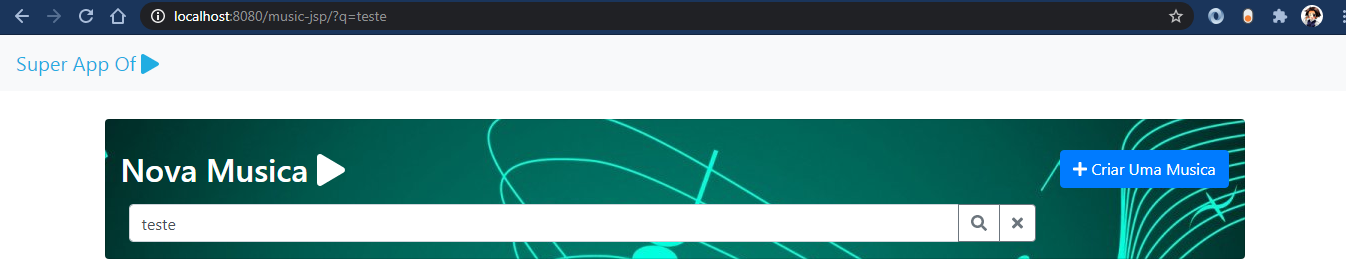 localhost:8080/music-jsp/?q=teste
Super App Of
Nova Musica
Criar Uma Musica
teste